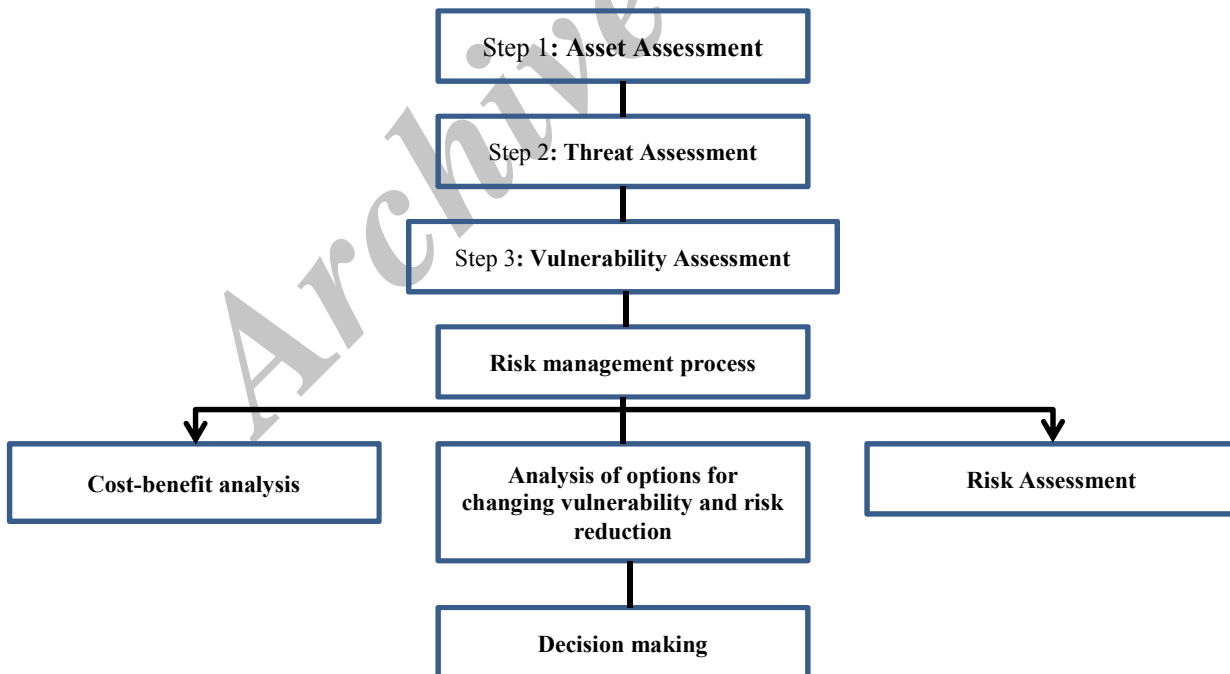 Archive
Step 1: Asset Assessment
Step 2: Threat Assessment
Step 3: Vulnerability Assessment
Risk management process
Cost-benefit analysis
Analysis of options for
changing vulnerability and risk
reduction
Risk Assessment
Decision making